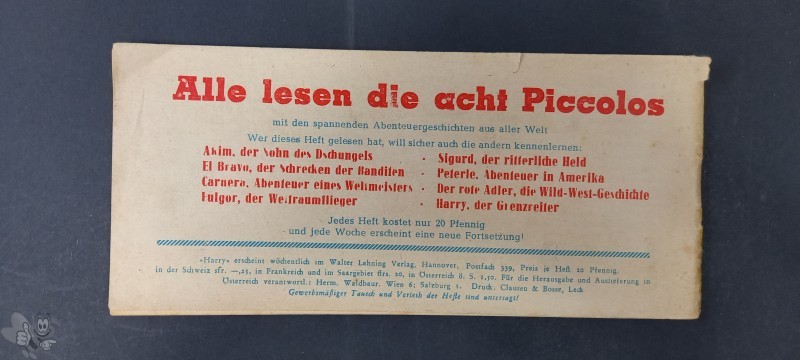 Alle lesen die acht Piccolos
mit den spannenden Abenteuergeschichten aus aller Welt
Wer dieses Heft gelesen hat, will sicher auch die andern kennenlernen:
Akim, der Sohn des Dschungels · Sigurd, der ritterliche Held
El Bravo, der Schrecken der Banditen · Peterle, Abenteuer in Amerika
Carnera, Abenteuer eines Weltmeisters · Der rote Adler, die Wild-West-Geschichte
Fulgor, der Weltraumflieger · Harry, der Grenzreiter
Jedes Heft kostet nur 20 Pfennig
und jede Woche erscheint eine neue Fortsetzung!
«Harry» erscheint wöchentlich im Walter Lehning Verlag, Hannover, Postfach 339, Preis je Heft 20 Pfennig,
in der Schweiz sfr. —,25, in Frankreich und im Saargebiet ffrs. 20, in Österreich ö. S. 1,50. Für die Herausgabe und Auslieferung in
Österreich verantwortl.: Herm. Waldbaur, Wien 6; Salzburg 1. Druck. Clausen & Bosse, Leck
Gewerbsmäßiger Tausch und Vertrieb der Hefte sind untersagt!